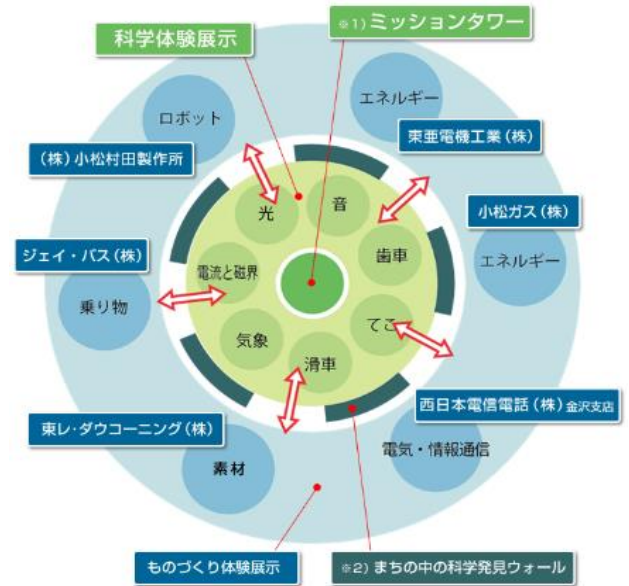 科学体験展示
※1) ミッションタワー
ロボット
エネルギー
(株)小松村田製作所
東亜電機工業(株)
光
音
小松ガス(株)
ジェイ・バス(株)
電流と磁界
歯車
エネルギー
乗り物
気象
てこ
滑車
東レ・ダウコーニング(株)
西日本電信電話(株) 金沢支店
素材
電気・情報通信
ものづくり体験展示
※2) まちの中の科学発見ウォール